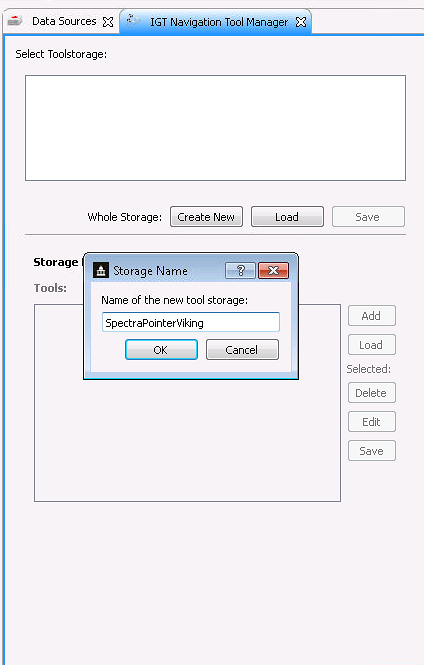 Data Sources
IGT Navigation Tool Manager
Select Toolstorage:
Whole Storage: Create New Load Save
Storage
Storage Name
?
Name of the new tool storage:
SpectraPointerViking
OK Cancel
Tools:
Add
Load
Selected:
Delete
Edit
Save